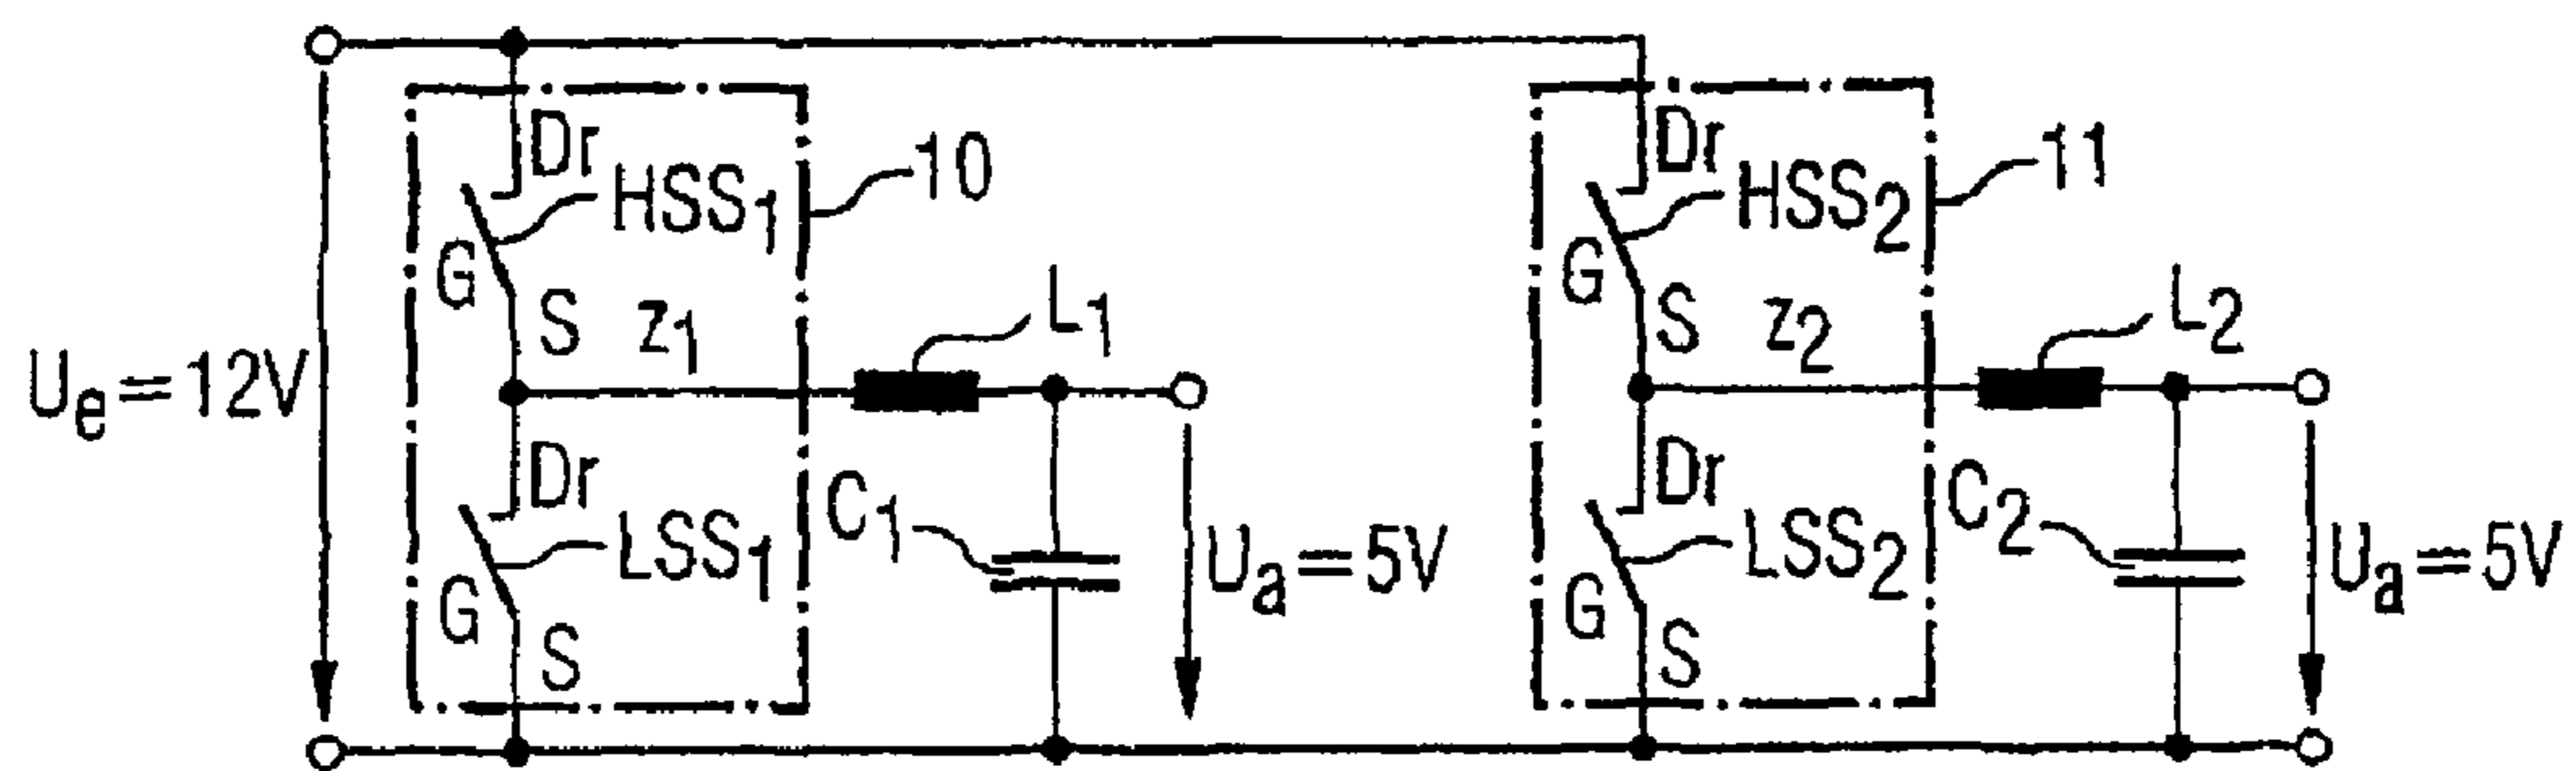 Dr
HSS1
10
G
S
z1
L1
Ue=12V
Dr
LSS1
G
S
C1
Ua=5V
Dr
HSS2
11
G
S
z2
L2
Dr
LSS2
G
S
C2
Ua=5V